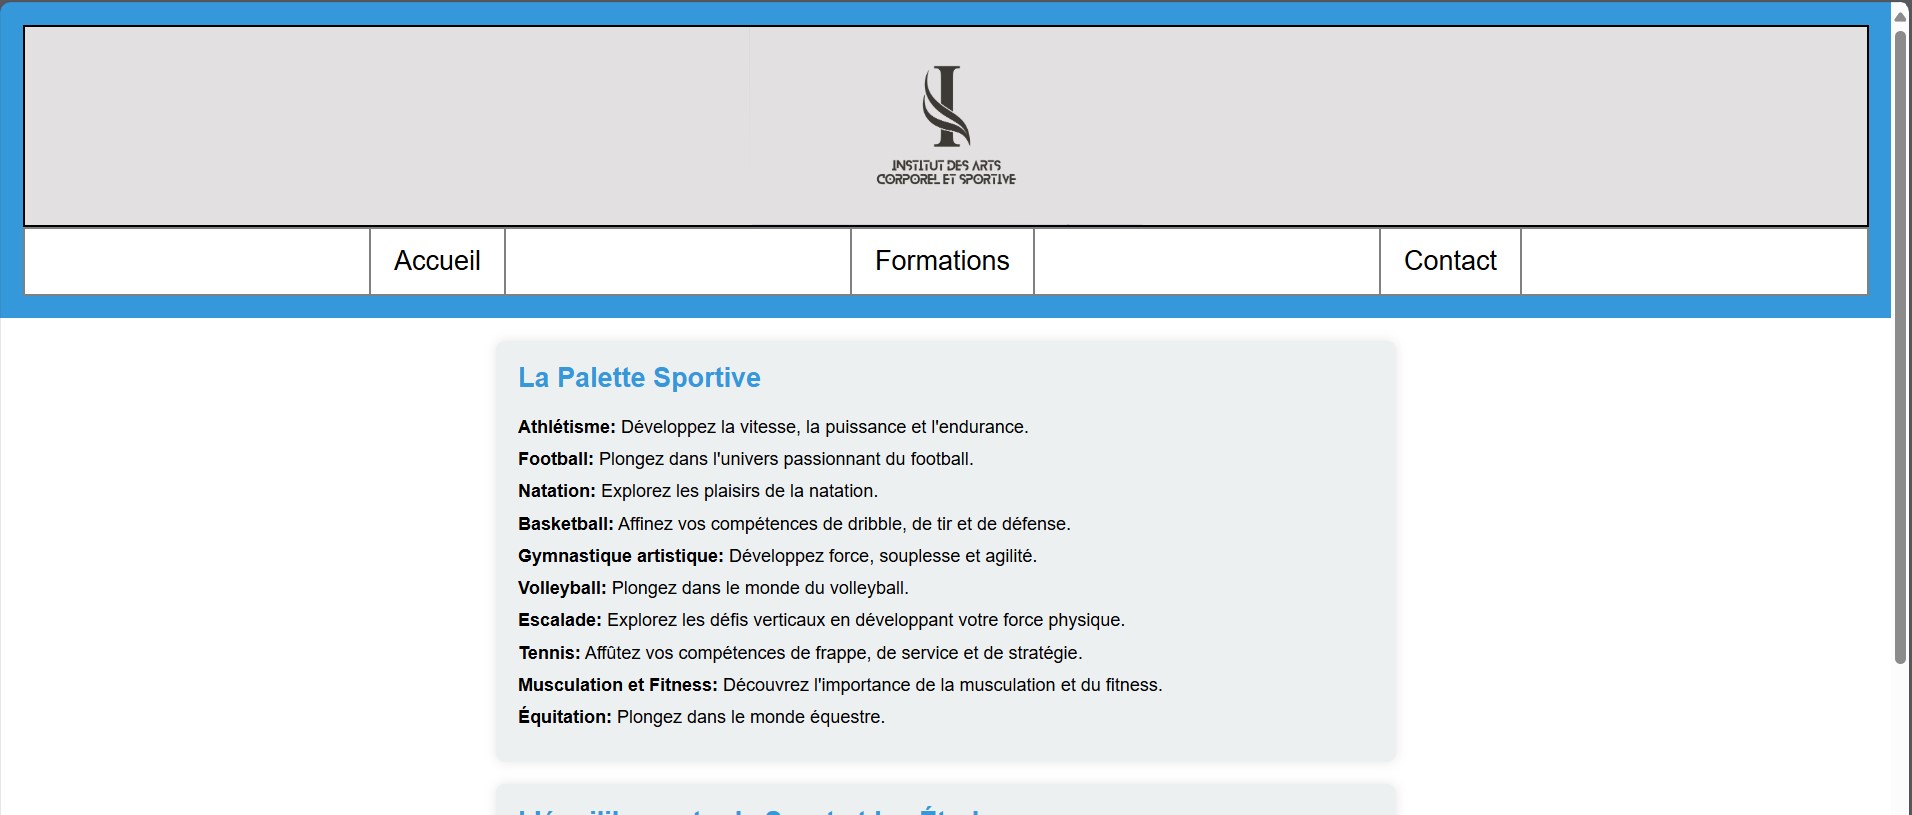 INSTITUT DES ARTS
CORPOREL ET SPORTIVE
Accueil
Formations
Contact
La Palette Sportive
Athlétisme: Développez la vitesse, la puissance et l'endurance.
Football: Plongez dans l'univers passionnant du football.
Natation: Explorez les plaisirs de la natation.
Basketball: Affinez vos compétences de dribble, de tir et de défense.
Gymnastique artistique: Développez force, souplesse et agilité.
Volleyball: Plongez dans le monde du volleyball.
Escalade: Explorez les défis verticaux en développant votre force physique.
Tennis: Affûtez vos compétences de frappe, de service et de stratégie.
Musculation et Fitness: Découvrez l'importance de la musculation et du fitness.
Équitation: Plongez dans le monde équestre.